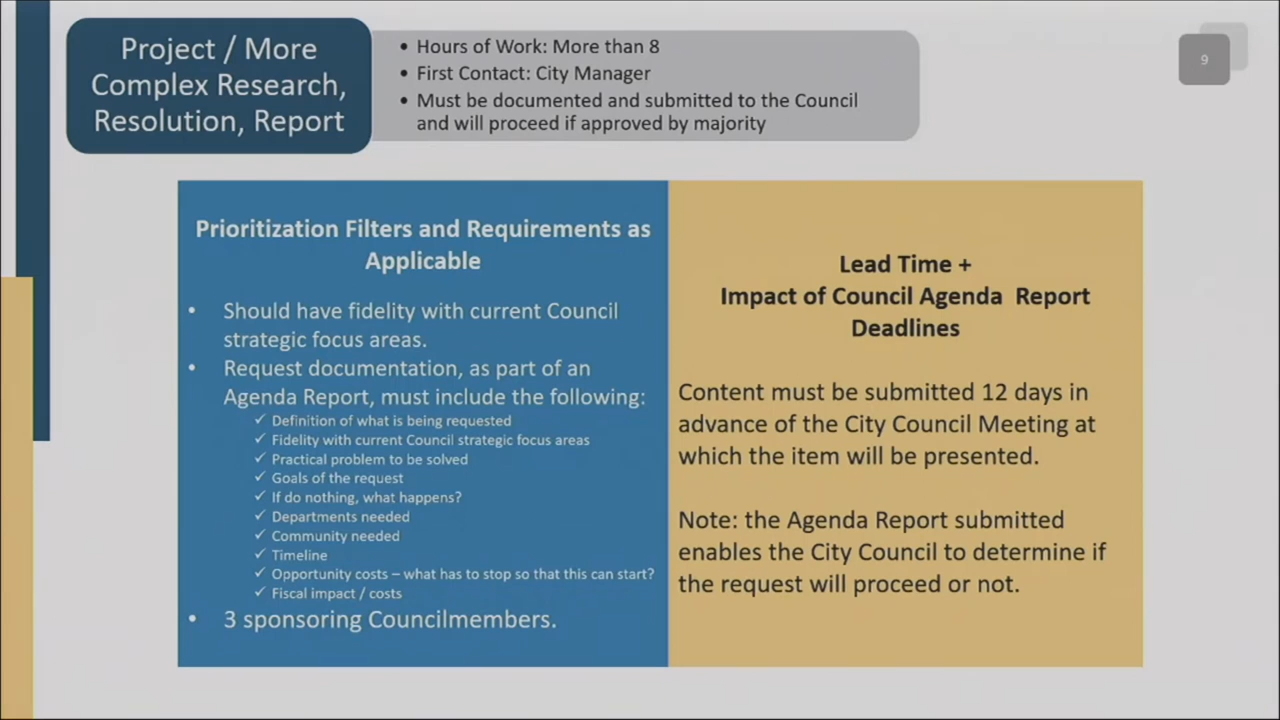 Project / More
Complex Research,
Resolution, Report
• Hours of Work: More than 8
• First Contact: City Manager
• Must be documented and submitted to the Council
and will proceed if approved by majority
9
Prioritization Filters and Requirements as
Applicable
• Should have fidelity with current Council
strategic focus areas.
• Request documentation, as part of an
Agenda Report, must include the following:
✓ Definition of what is being requested
✓ Fidelity with current Council strategic focus areas
✓ Practical problem to be solved
✓ Goals of the request
✓ If do nothing, what happens?
✓ Departments needed
✓ Community needed
✓ Timeline
✓ Opportunity costs – what has to stop so that this can start?
✓ Fiscal impact / costs
• 3 sponsoring Councilmembers.
Lead Time +
Impact of Council Agenda Report
Deadlines
Content must be submitted 12 days in
advance of the City Council Meeting at
which the item will be presented.
Note: the Agenda Report submitted
enables the City Council to determine if
the request will proceed or not.